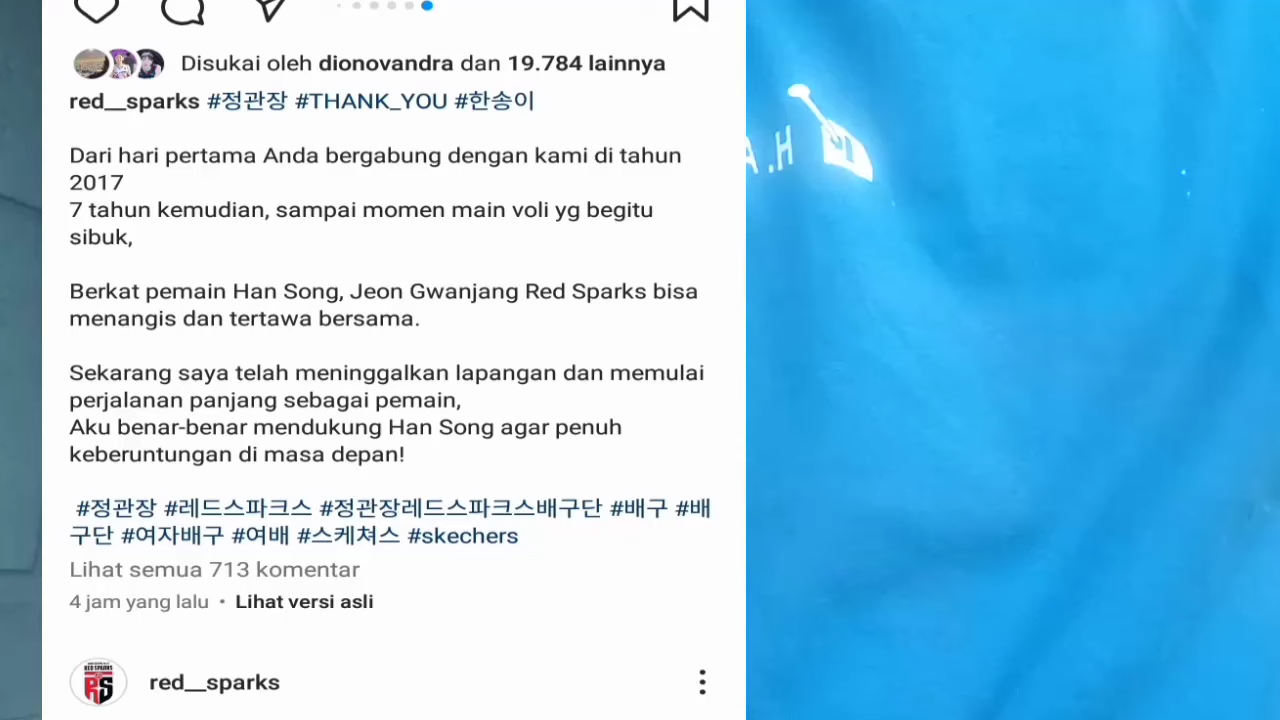 Disukai oleh dionovandra dan 19.784 lainnya
red__sparks #정관장 #THANK_YOU #한송이
Dari hari pertama Anda bergabung dengan kami di tahun
2017
7 tahun kemudian, sampai momen main voli yg begitu
sibuk,
Berkat pemain Han Song, Jeon Gwanjang Red Sparks bisa
menangis dan tertawa bersama.
Sekarang saya telah meninggalkan lapangan dan memulai
perjalanan panjang sebagai pemain,
Aku benar-benar mendukung Han Song agar penuh
keberuntungan di masa depan!
#정관장 #레드스파크스 #정관장레드스파크스배구단 #배구 #배
구단 #여자배구 #여배 #스케쳐스 #skechers
Lihat semua 713 komentar
4 jam yang lalu • Lihat versi asli
RED SPARKS
RS
red__sparks
H.